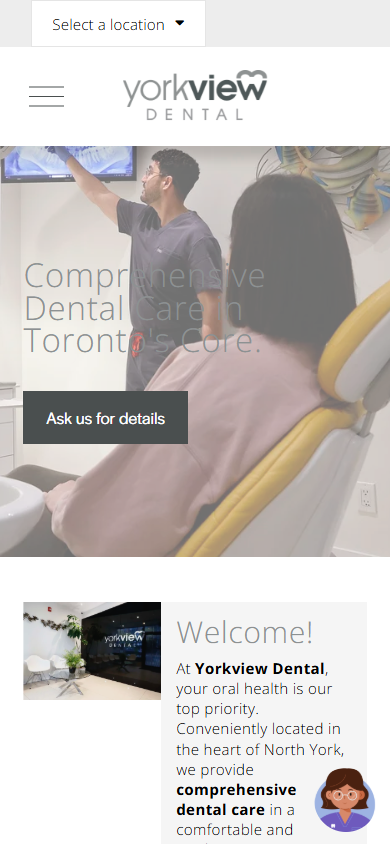 Select a location
yorkview
DENTAL
Comprehensive
Dental Care in
Toronto's Core.
Ask us for details
yorkview
DENTAL
Welcome!
At Yorkview Dental,
your oral health is our
top priority.
Conveniently located in
the heart of North York,
we provide
comprehensive
dental care in a
comfortable and